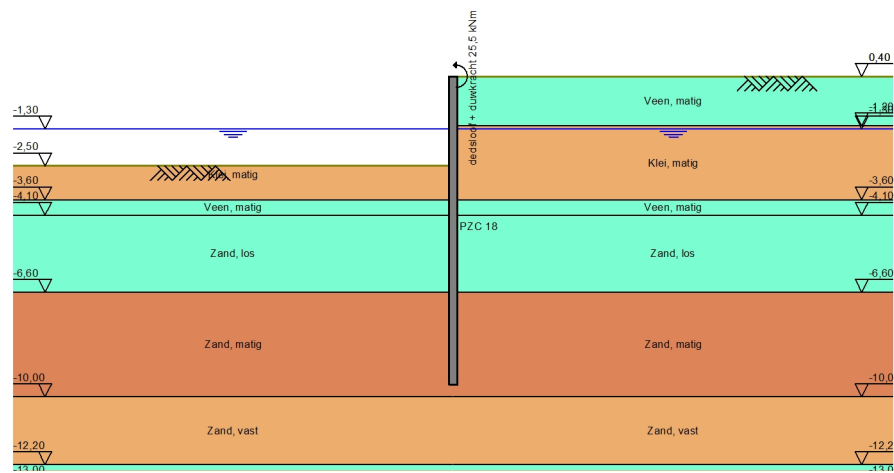 dedsloof + duwkracht 25,5 kNm
0,40
Veen, matig
-1,30
-1,20
-2,50
Klei, matig
Klei, matig
-3,60
-3,60
-4,10
-4,10
Veen, matig
Veen, matig
PZC 18
Zand, los
Zand, los
-6,60
-6,60
Zand, matig
Zand, matig
-10,00
-10,0
Zand, vast
Zand, vast
-12,20
-12,2
-13,00
-13,0